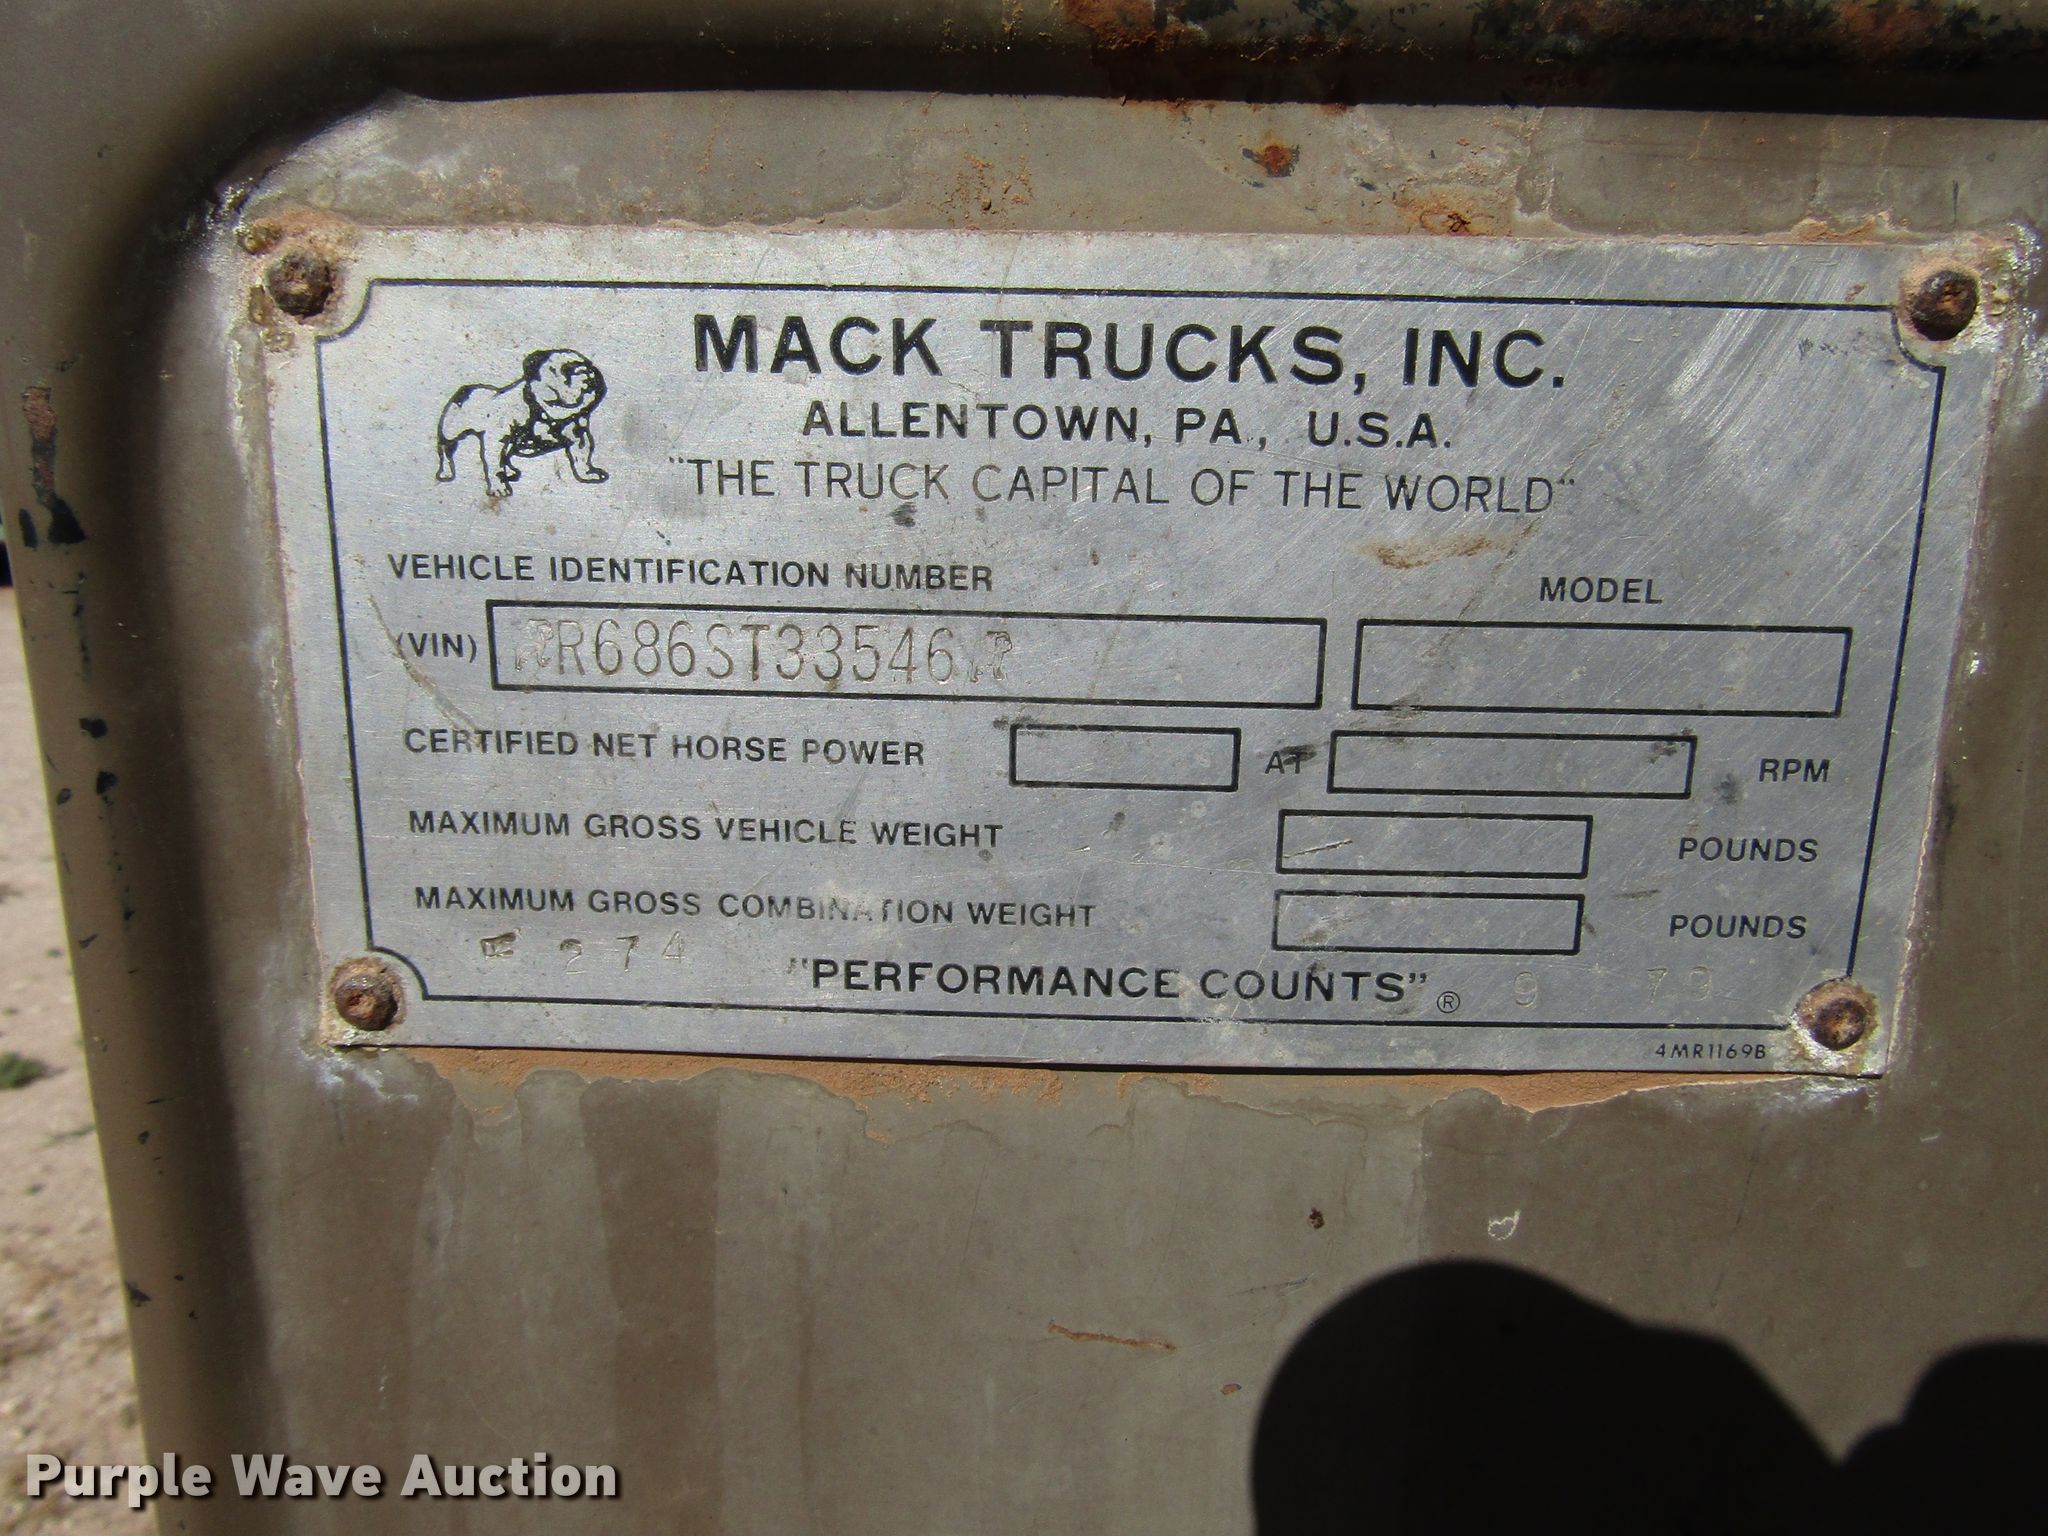 MACK TRUCKS, INC.
ALLENTOWN, PA., U.S.A.
"THE TRUCK CAPITAL OF THE WORLD"
VEHICLE IDENTIFICATION NUMBER
MODEL
(VIN) R686ST33546
CERTIFIED NET HORSE POWER AT RPM
MAXIMUM GROSS VEHICLE WEIGHT POUNDS
MAXIMUM GROSS COMBINATION WEIGHT POUNDS
274
"PERFORMANCE COUNTS" ® 9 79
4MR1169B
Purple Wave Auction